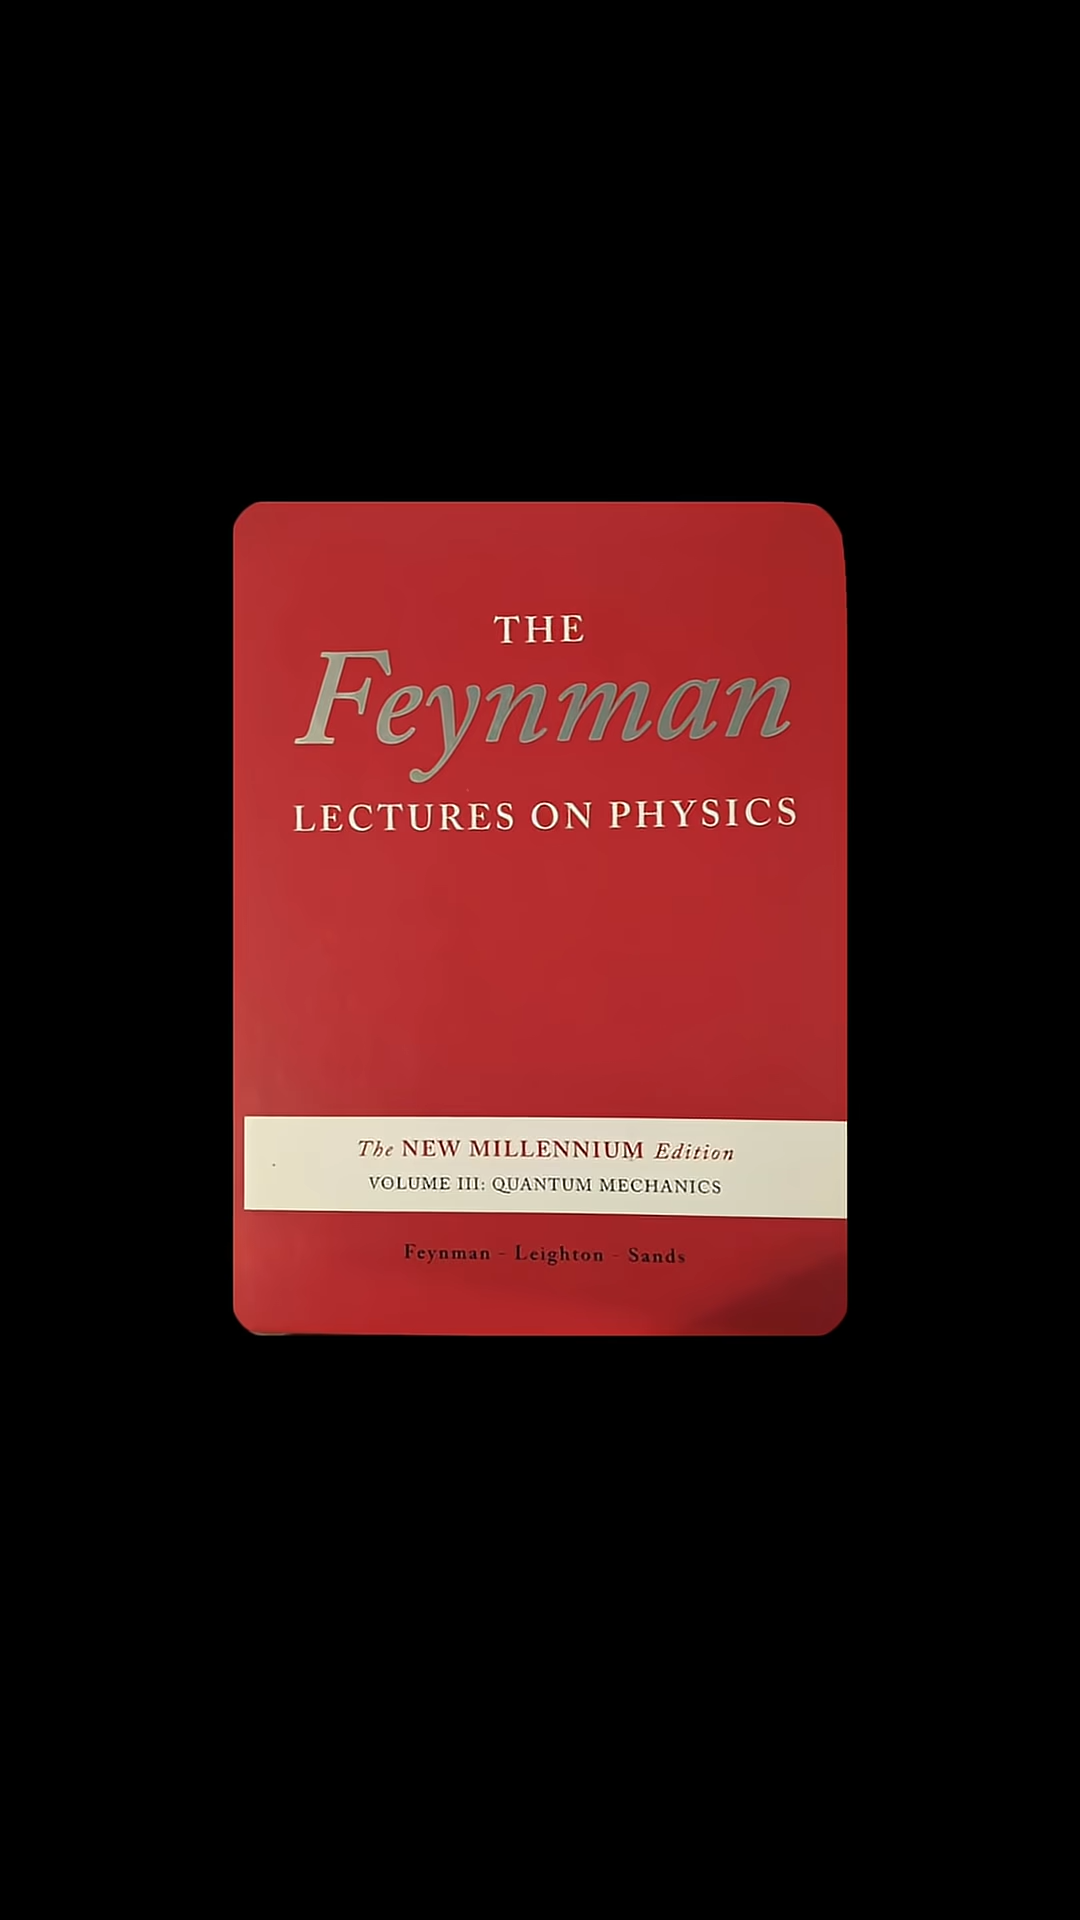 THE
Feynman
LECTURES ON PHYSICS
The NEW MILLENNIUM Edition
VOLUME III: QUANTUM MECHANICS
Feynman - Leighton - Sands